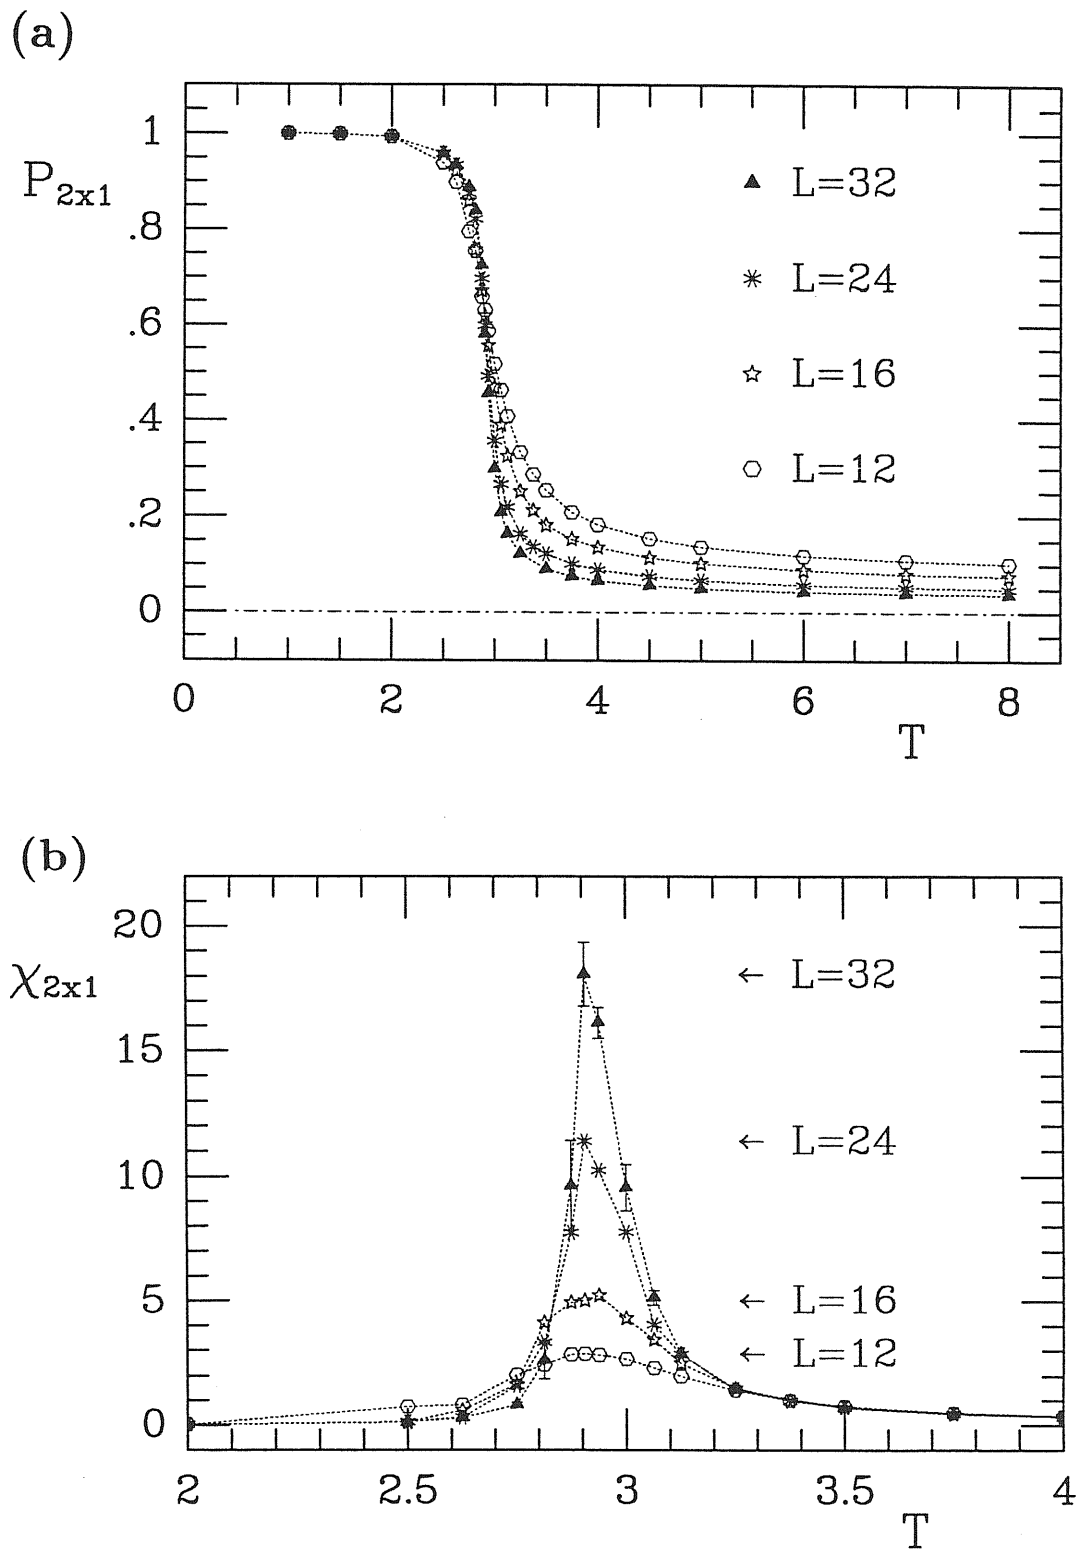 (a)
1
P2x1
L=32
.8
L=24
.6
L=16
.4
L=12
.2
0
0 2 4 6 8
T
(b)
20
χ2x1
← L=32
15
← L=24
10
5
← L=16
← L=12
0
2 2.5 3 3.5 4
T